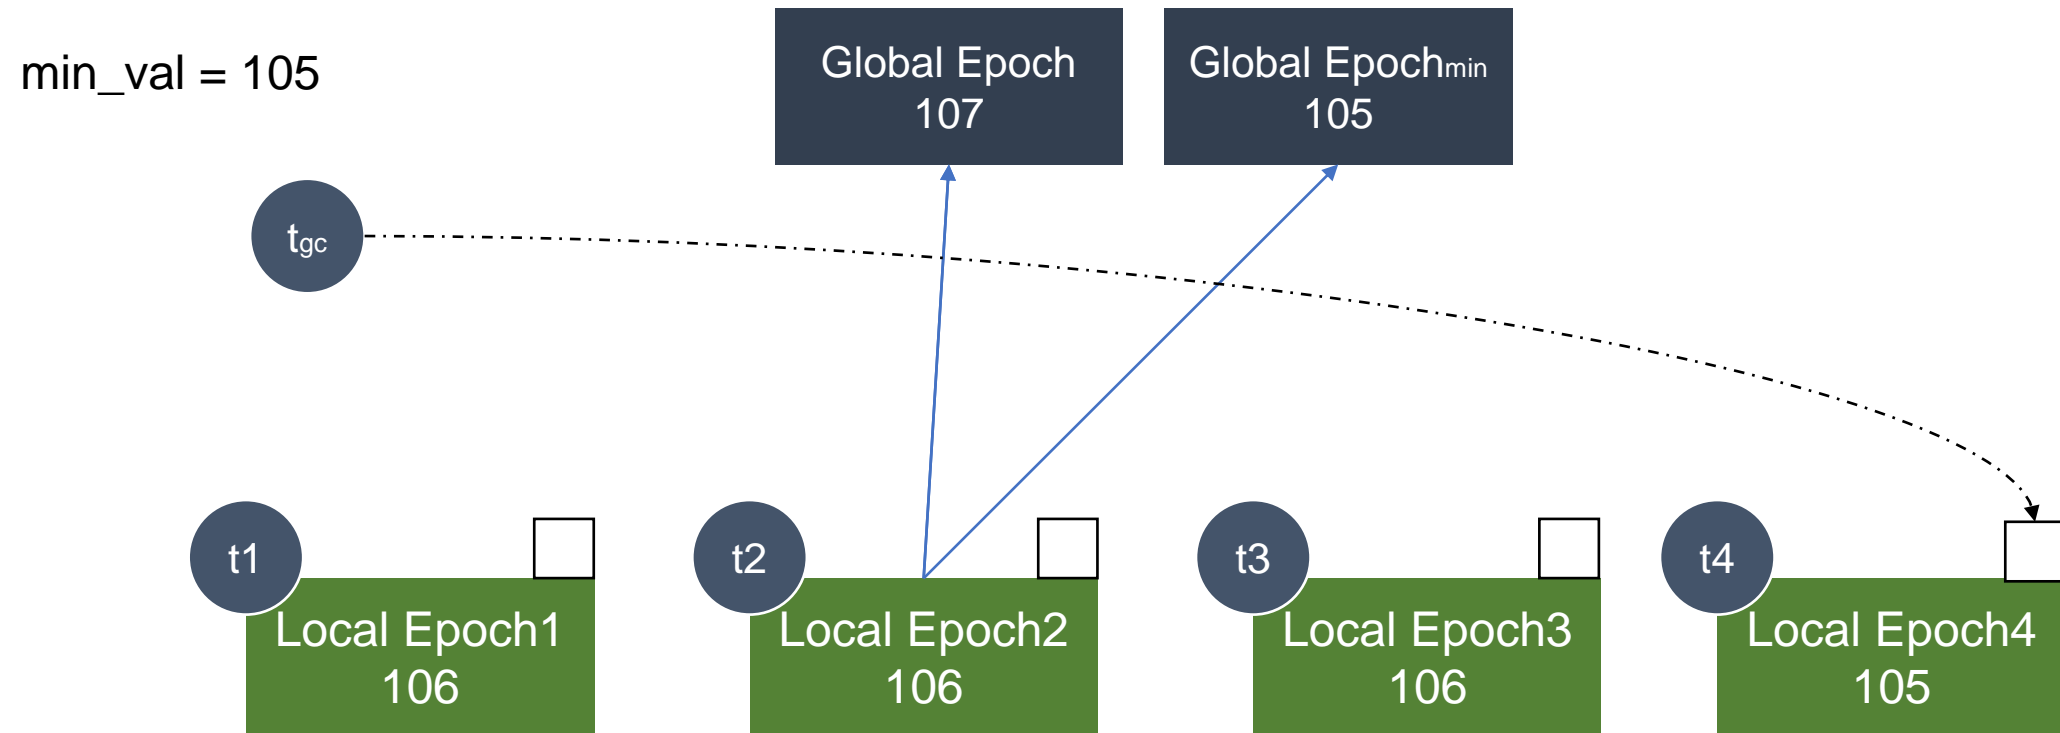 min_val = 105
Global Epoch
107
Global Epochmin
105
tgc
t1
t2
t3
t4
Local Epoch1
106
Local Epoch2
106
Local Epoch3
106
Local Epoch4
105